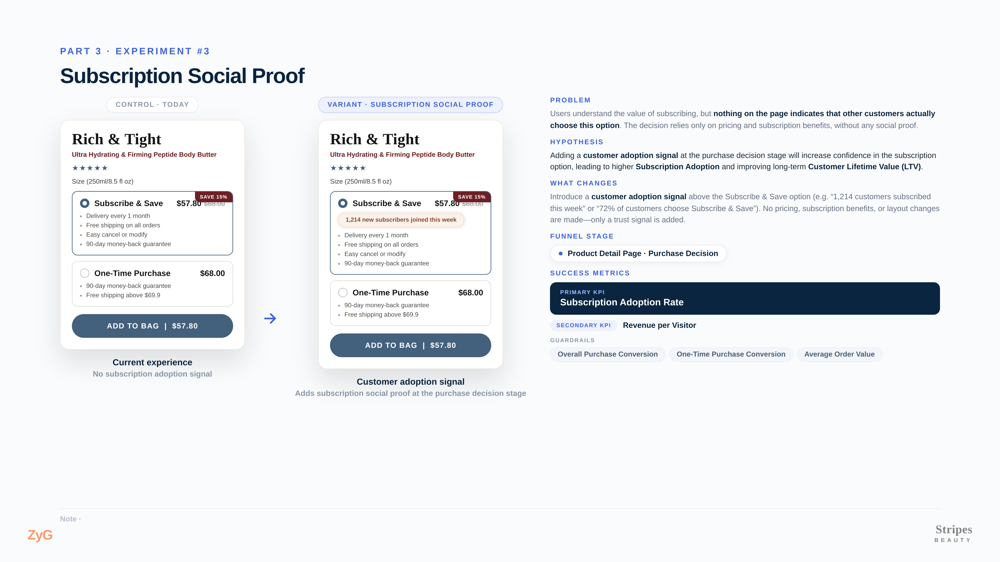 PART 3 · EXPERIMENT #3
Subscription Social Proof
CONTROL · TODAY
Rich & Tight
Ultra Hydrating & Firming Peptide Body Butter
★★★★★
Size (250ml/8.5 fl oz)
SAVE 15%
Subscribe & Save $57.80 $68.00
• Delivery every 1 month
• Free shipping on all orders
• Easy cancel or modify
• 90-day money-back guarantee
One-Time Purchase $68.00
• 90-day money-back guarantee
• Free shipping above $69.9
ADD TO BAG | $57.80
Current experience
No subscription adoption signal
→
VARIANT · SUBSCRIPTION SOCIAL PROOF
Rich & Tight
Ultra Hydrating & Firming Peptide Body Butter
★★★★★
Size (250ml/8.5 fl oz)
SAVE 15%
Subscribe & Save $57.80 $68.00
1,214 new subscribers joined this week
• Delivery every 1 month
• Free shipping on all orders
• Easy cancel or modify
• 90-day money-back guarantee
One-Time Purchase $68.00
• 90-day money-back guarantee
• Free shipping above $69.9
ADD TO BAG | $57.80
Customer adoption signal
Adds subscription social proof at the purchase decision stage
PROBLEM
Users understand the value of subscribing, but nothing on the page indicates that other customers actually
choose this option. The decision relies only on pricing and subscription benefits, without any social proof.
HYPOTHESIS
Adding a customer adoption signal at the purchase decision stage will increase confidence in the subscription
option, leading to higher Subscription Adoption and improving long-term Customer Lifetime Value (LTV).
WHAT CHANGES
Introduce a customer adoption signal above the Subscribe & Save option (e.g. “1,214 customers subscribed
this week” or “72% of customers choose Subscribe & Save”). No pricing, subscription benefits, or layout changes
are made—only a trust signal is added.
FUNNEL STAGE
Product Detail Page · Purchase Decision
SUCCESS METRICS
PRIMARY KPI
Subscription Adoption Rate
SECONDARY KPI Revenue per Visitor
GUARDRAILS
Overall Purchase Conversion One-Time Purchase Conversion Average Order Value
Note ·
ZyG
Stripes
BEAUTY